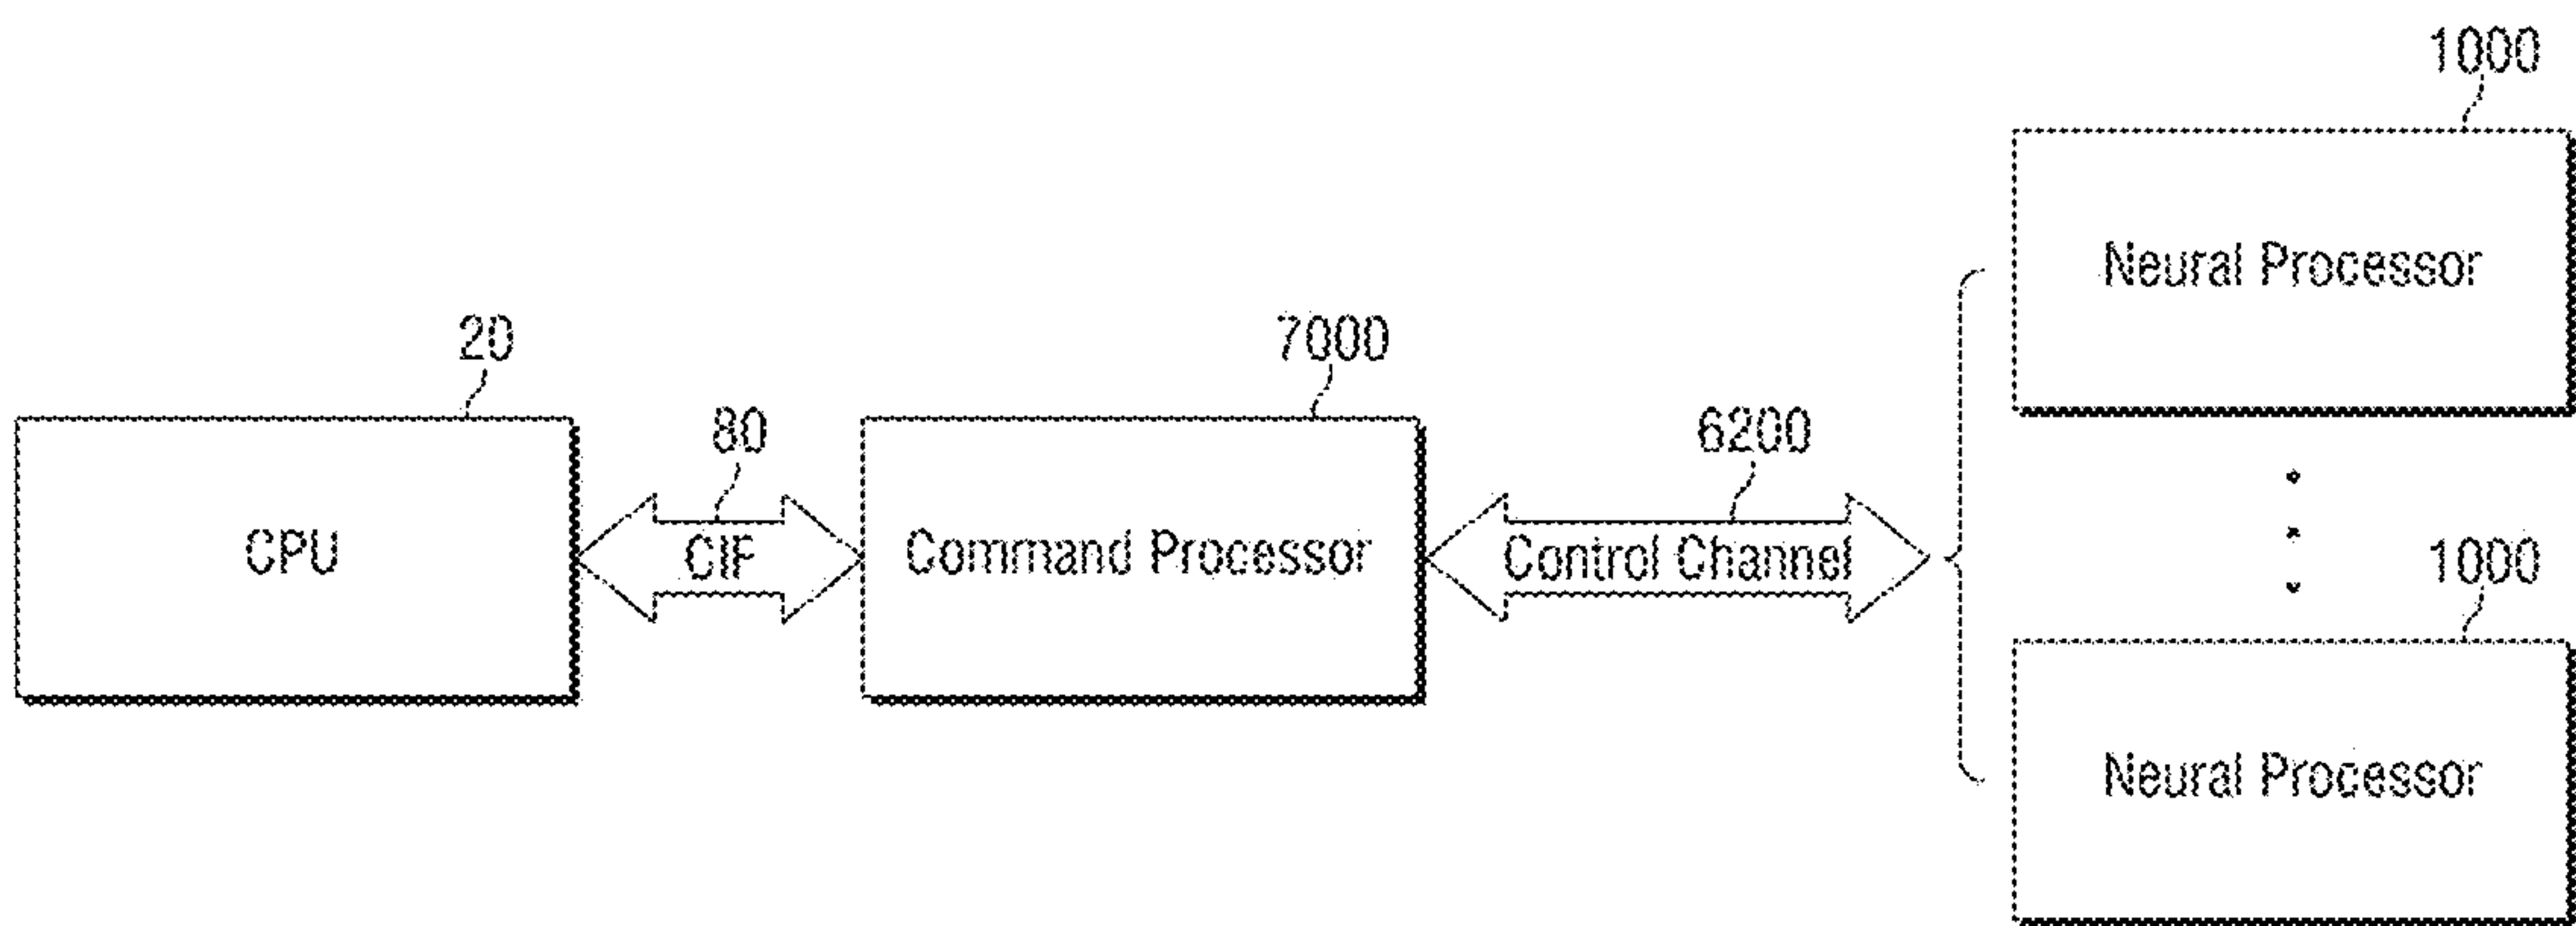 1000
Neural Processor
20
7000
80
6200
CPU
CIF
Command Processor
Control Channel
1000
Neural Processor